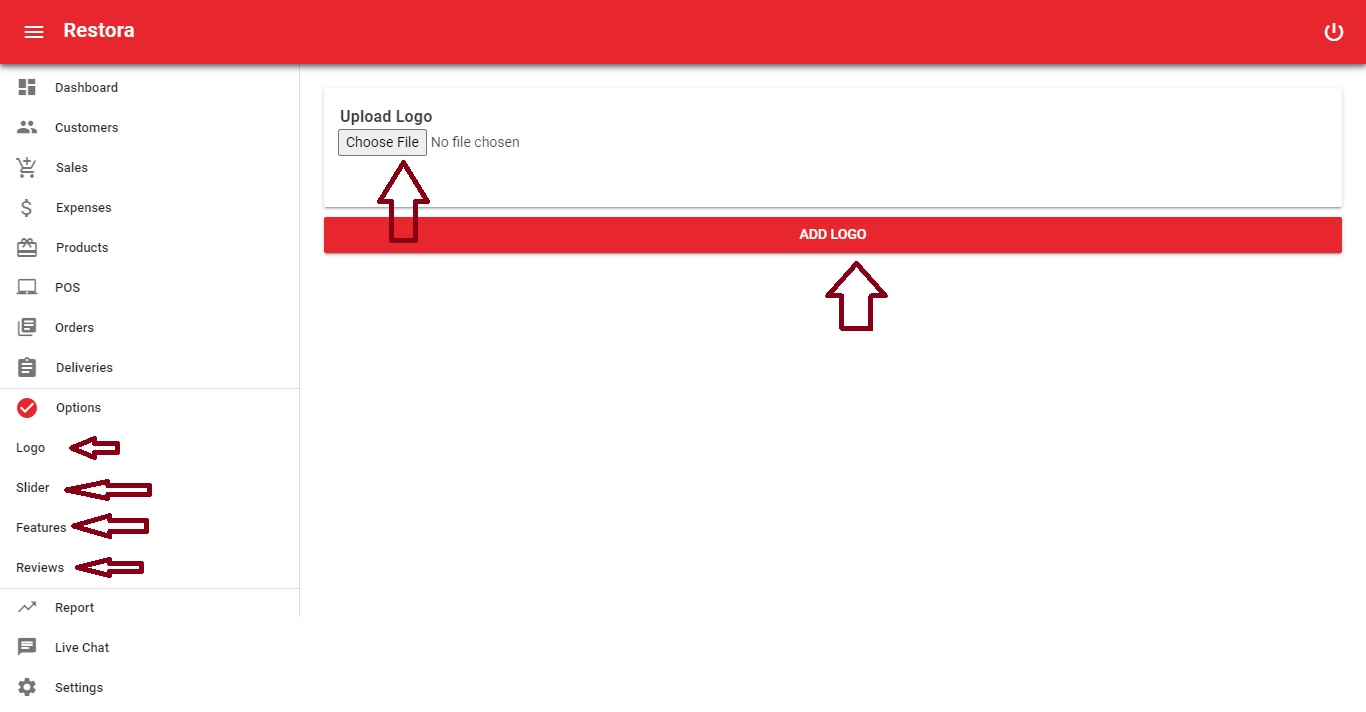 Restora
Dashboard
Customers
Sales
Expenses
Products
POS
Orders
Deliveries
Options
Logo
Slider
Features
Reviews
Report
Live Chat
Settings
Upload Logo
Choose File No file chosen
ADD LOGO